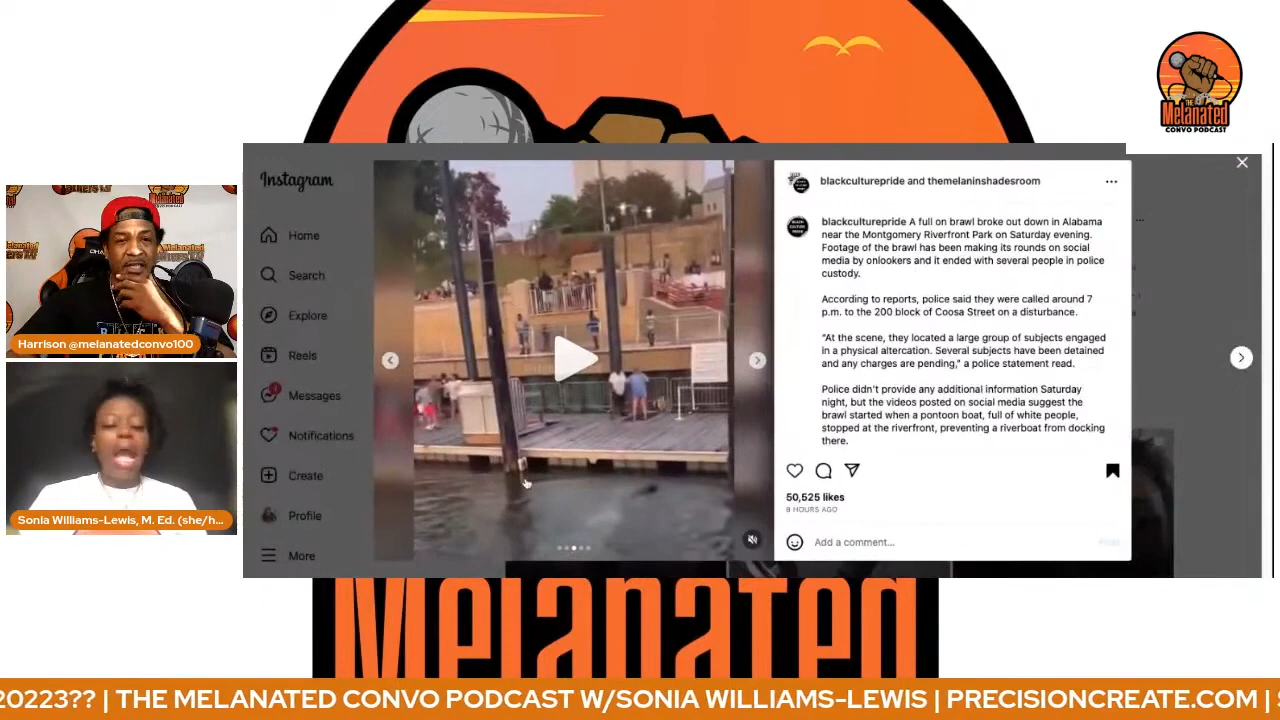 THE
Melanated
CONVO PODCAST
Instagram
Home
Search
Explore
Reels
Messages
Notifications
Create
Profile
More
blackculturepride and themelaninshadesroom
blackculturepride A full on brawl broke out down in Alabama
near the Montgomery Riverfront Park on Saturday evening.
Footage of the brawl has been making its rounds on social
media by onlookers and it ended with several people in police
custody.
According to reports, police said they were called around 7
p.m. to the 200 block of Coosa Street on a disturbance.
"At the scene, they located a large group of subjects engaged
in a physical altercation. Several subjects have been detained
and any charges are pending," a police statement read.
Police didn't provide any additional information Saturday
night, but the videos posted on social media suggest the
brawl started when a pontoon boat, full of white people,
stopped at the riverfront, preventing a riverboat from docking
there.
50,525 likes
8 HOURS AGO
Add a comment...
Post
Harrison @melanatedconvo100
Sonia Williams-Lewis, M. Ed. (she/h...
Melanated
20223?? | THE MELANATED CONVO PODCAST W/SONIA WILLIAMS-LEWIS | PRECISIONCREATE.COM | S